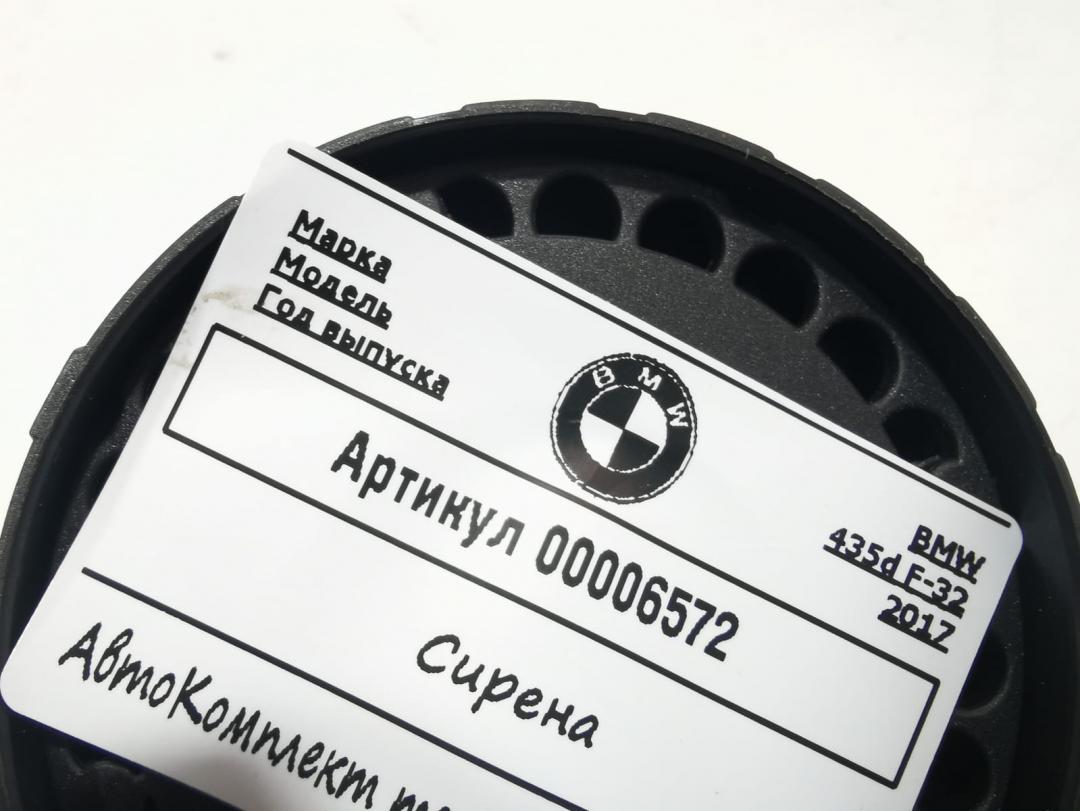 Марка
Модель
Год выпуска
BMW
BMW
435d F-32
2017
Артикул 00006572
Сирена
АвтоКомплект